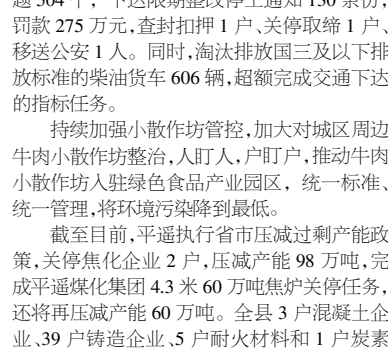 题 504 个，下达限期整改停工通知 150 余份，
罚款 275 万元，查封扣押 1 户、关停取缔 1 户、
移送公安 1 人。同时，淘汰排放国三及以下排
放标准的柴油货车 606 辆，超额完成交通下达
的指标任务。
持续加强小散作坊管控，加大对城区周边
牛肉小散作坊整治，人盯人，户盯户，推动牛肉
小散作坊入驻绿色食品产业园区，统一标准、
统一管理，将环境污染降到最低。
截至目前，平遥执行省市压减过剩产能政
策，关停焦化企业 2 户，压减产能 98 万吨，完
成平遥煤化集团 4.3 米 60 万吨焦炉关停任务，
还将再压减产能 60 万吨。全县 3 户混凝土企
业、39 户铸造企业、5 户耐火材料和 1 户炭素